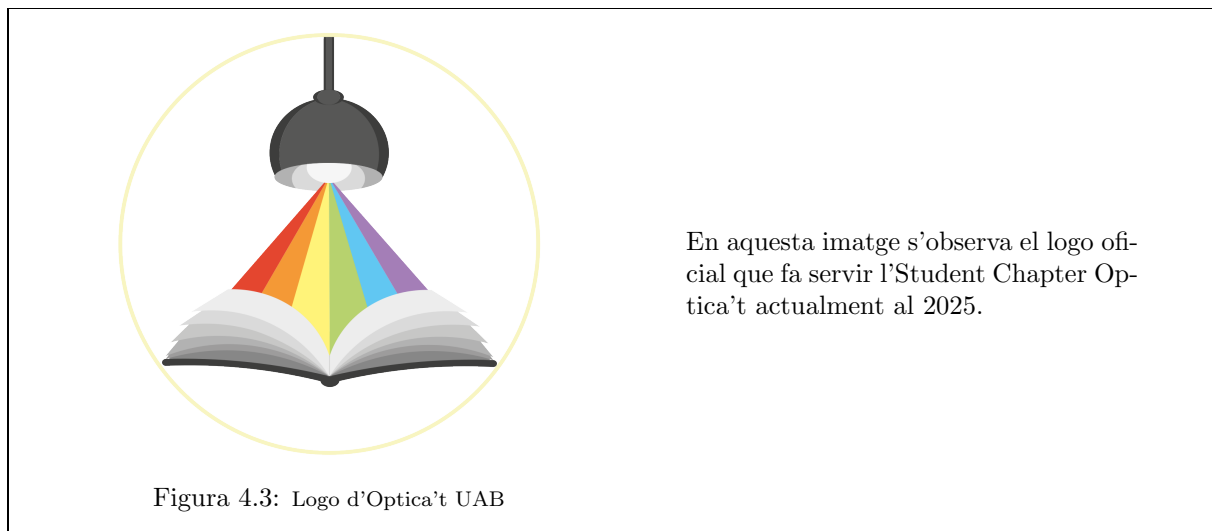 En aquesta imatge s'observa el logo ofi-
cial que fa servir l'Student Chapter Op-
tica't actualment al 2025.
Figura 4.3: Logo d'Optica't UAB